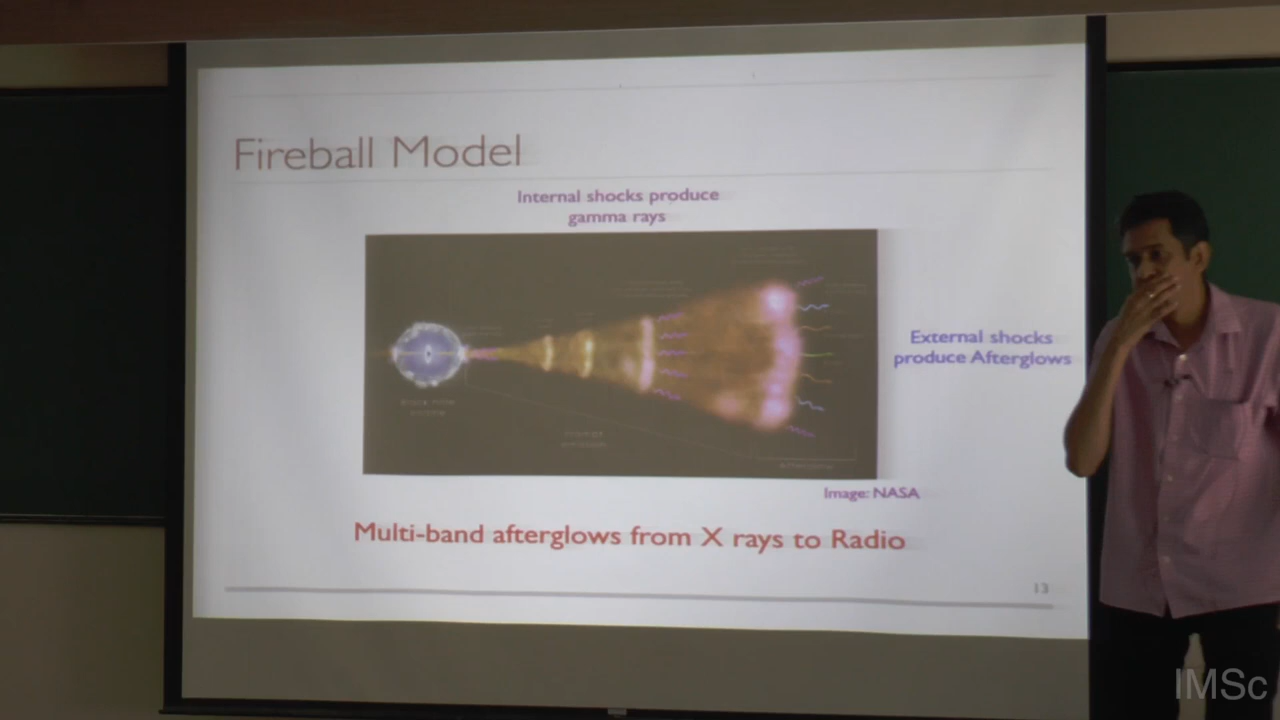 Fireball Model
Internal shocks produce
gamma rays
External shocks
produce Afterglows
Image: NASA
Multi-band afterglows from X rays to Radio
13
IMSc